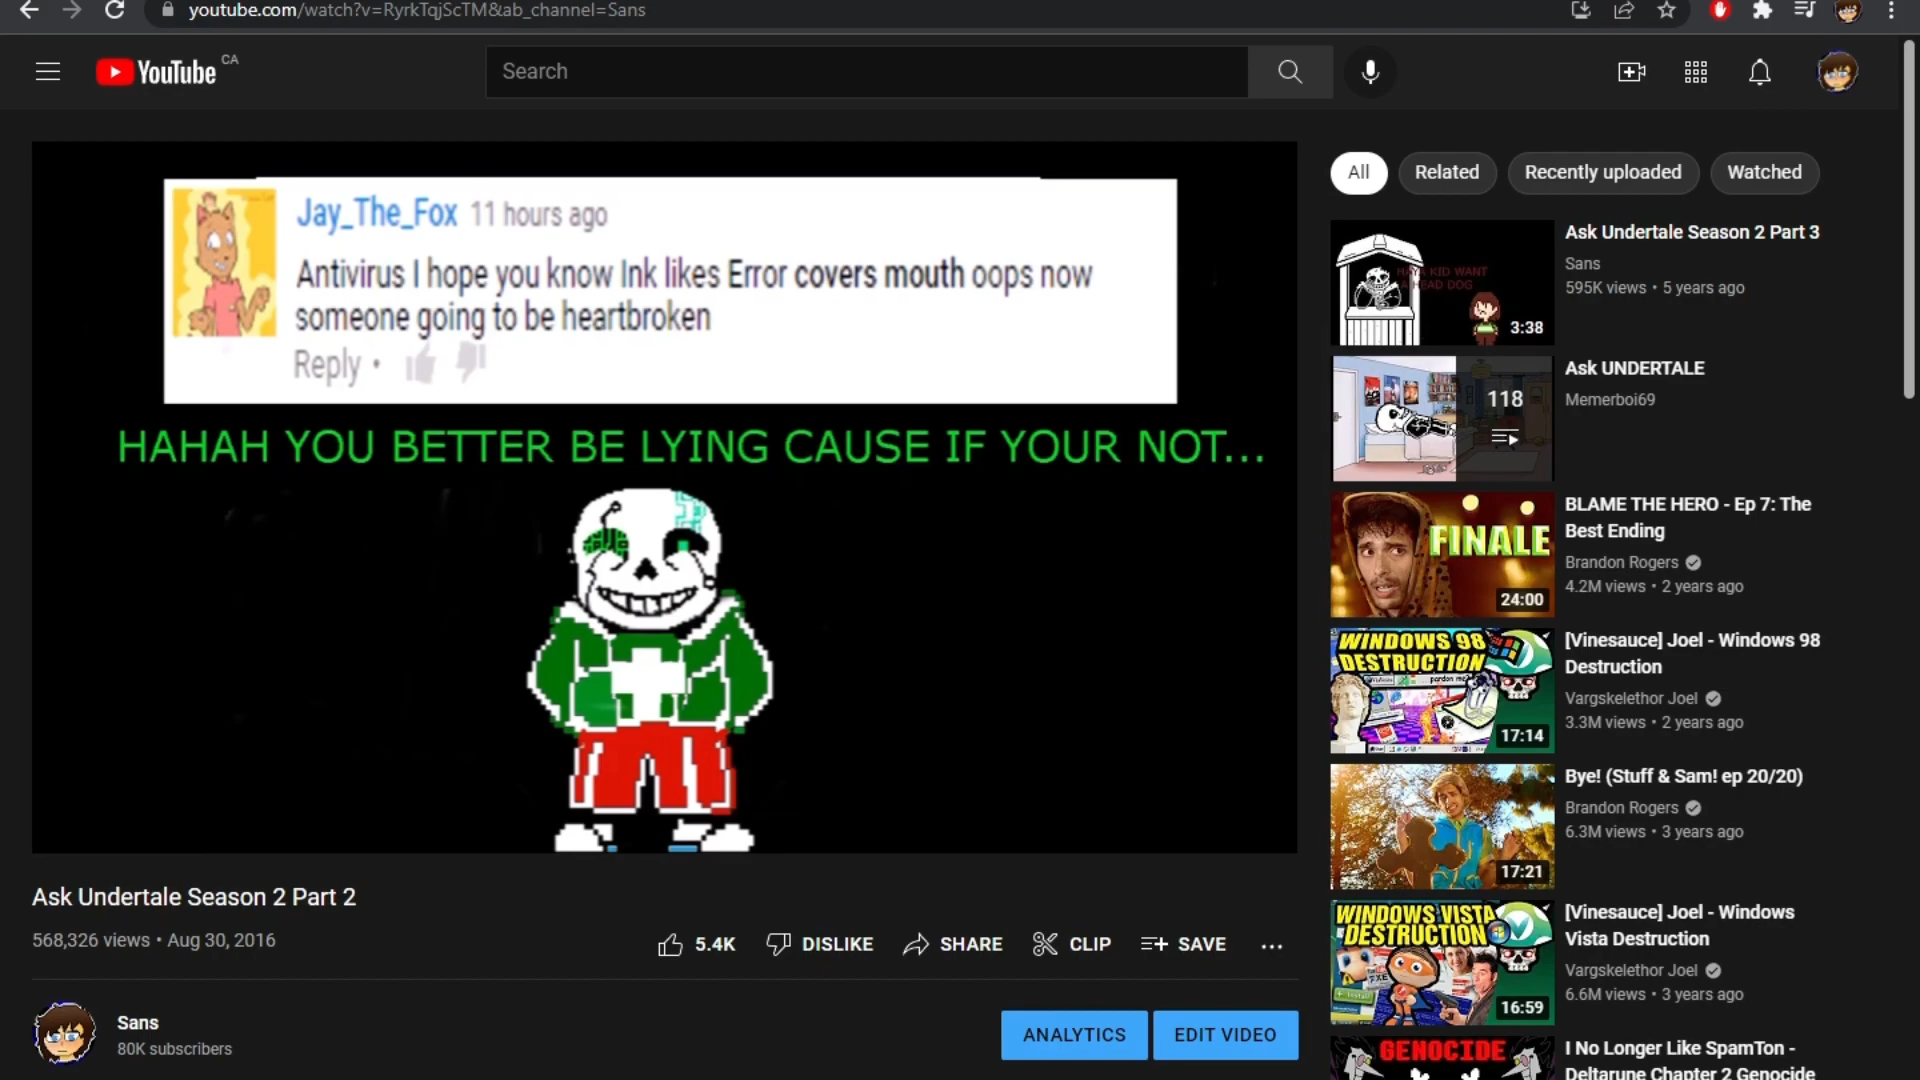 youtube.com/watch?v=RyrkTqjScTM&ab_channel=Sans
YouTube CA
Search
Jay_The_Fox 11 hours ago
Antivirus I hope you know Ink likes Error covers mouth oops now
someone going to be heartbroken
Reply •
HAHAH YOU BETTER BE LYING CAUSE IF YOUR NOT...
Ask Undertale Season 2 Part 2
568,326 views • Aug 30, 2016
5.4K DISLIKE SHARE CLIP SAVE ...
Sans
80K subscribers
ANALYTICS EDIT VIDEO
All Related Recently uploaded Watched
KID WANT
HEAD DOG
3:38
Ask Undertale Season 2 Part 3
Sans
595K views • 5 years ago
118
Ask UNDERTALE
Memerboi69
FINALE
24:00
BLAME THE HERO - Ep 7: The
Best Ending
Brandon Rogers
4.2M views • 2 years ago
WINDOWS 98
DESTRUCTION
pardon me
17:14
[Vinesauce] Joel - Windows 98
Destruction
Vargskelethor Joel
3.3M views • 2 years ago
17:21
Bye! (Stuff & Sam! ep 20/20)
Brandon Rogers
6.3M views • 3 years ago
WINDOWS VISTA
DESTRUCTION
16:59
[Vinesauce] Joel - Windows
Vista Destruction
Vargskelethor Joel
6.6M views • 3 years ago
GENOCIDE
I No Longer Like SpamTon -
Deltarune Chapter 2 Genocide